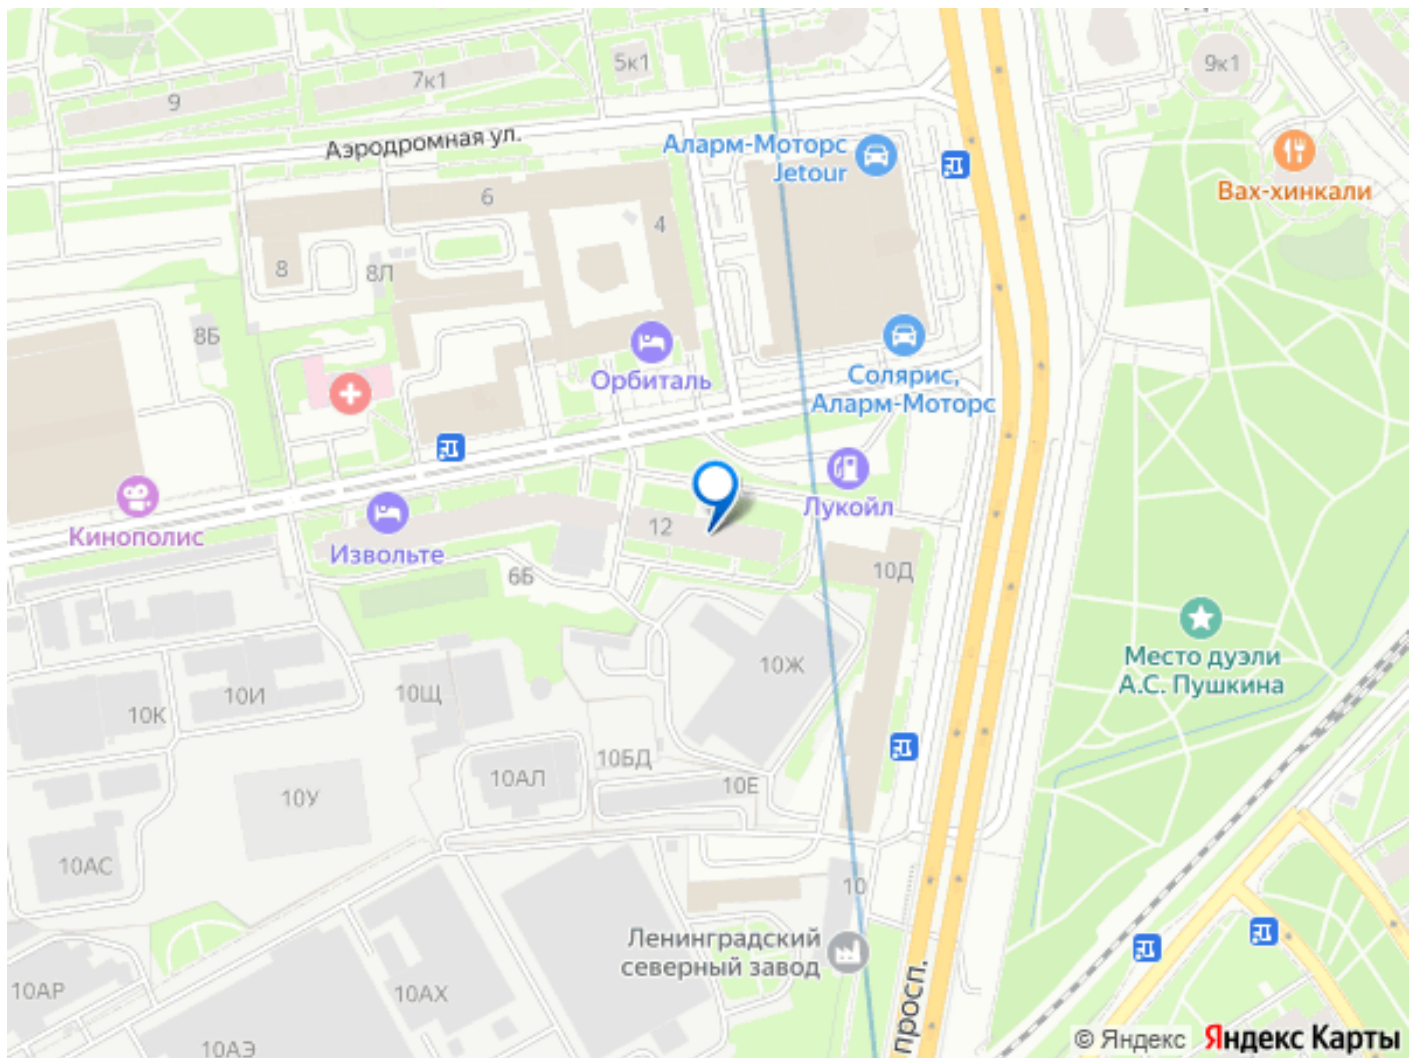 9к1
5к1
7к1
9
Аэродромная ул.
Аларм-Моторс
Jetour
Вах-хинкали
6
4
8
8Л
8Б
Орбиталь
Солярис,
Аларм-Моторс
Кинополис
Извольте
12
Лукойл
10Д
6Б
Место дуэли
А.С. Пушкина
10Ж
10Щ
10И
10К
10БД
10АЛ
10Е
10У
10АС
10
Ленинградский
северный завод
10АР
10АХ
просп.
10АЭ
© Яндекс
Яндекс Карты